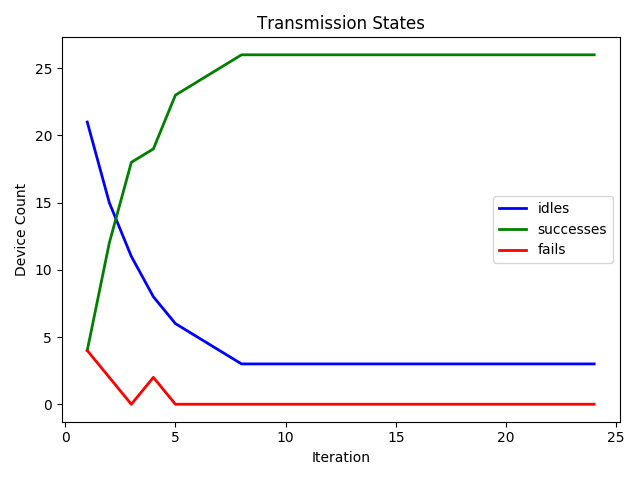 Transmission States
Device Count
25
20
15
10
5
0
idles
successes
fails
0 5 10 15 20 25
Iteration